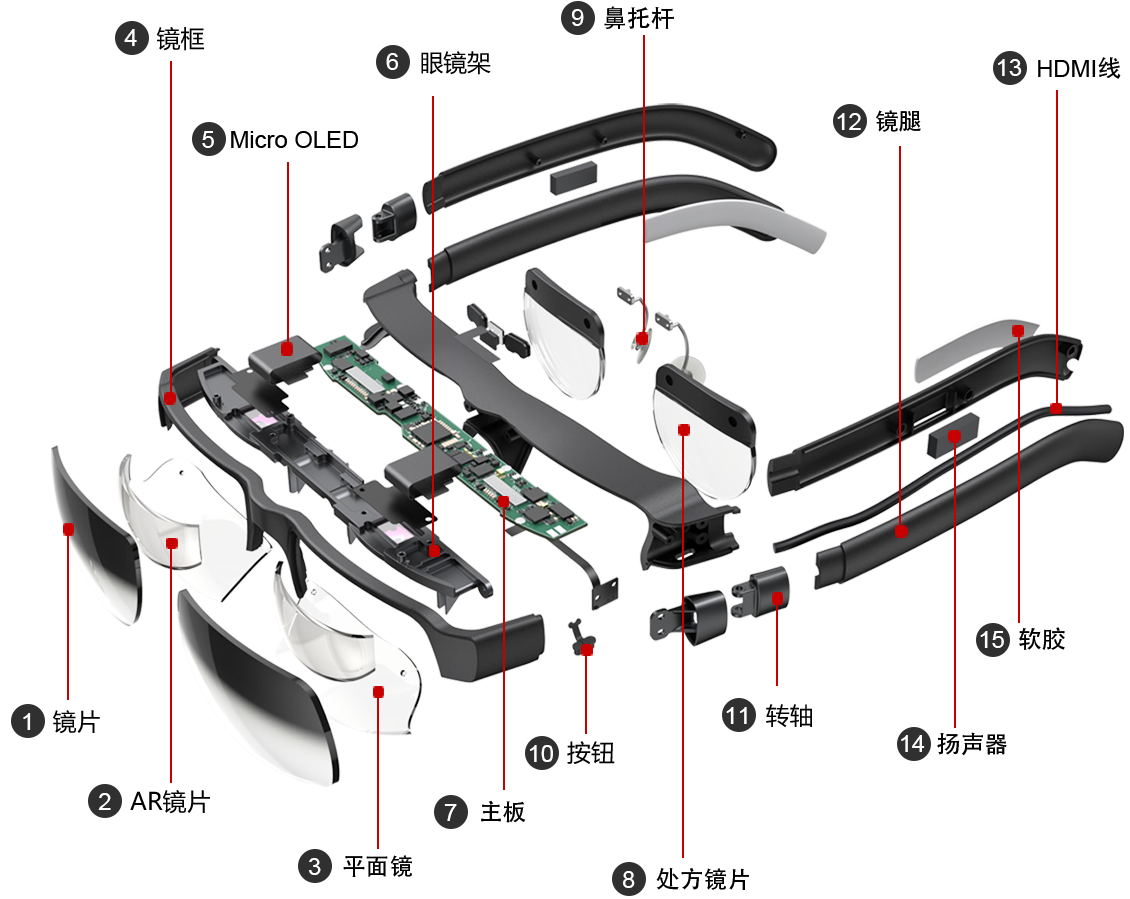 9 鼻托杆
4 镜框
6 眼镜架
13 HDMI线
12 镜腿
5 Micro OLED
15 软胶
1 镜片
11 转轴
14 扬声器
10 按钮
2 AR镜片
7 主板
3 平面镜
8 处方镜片